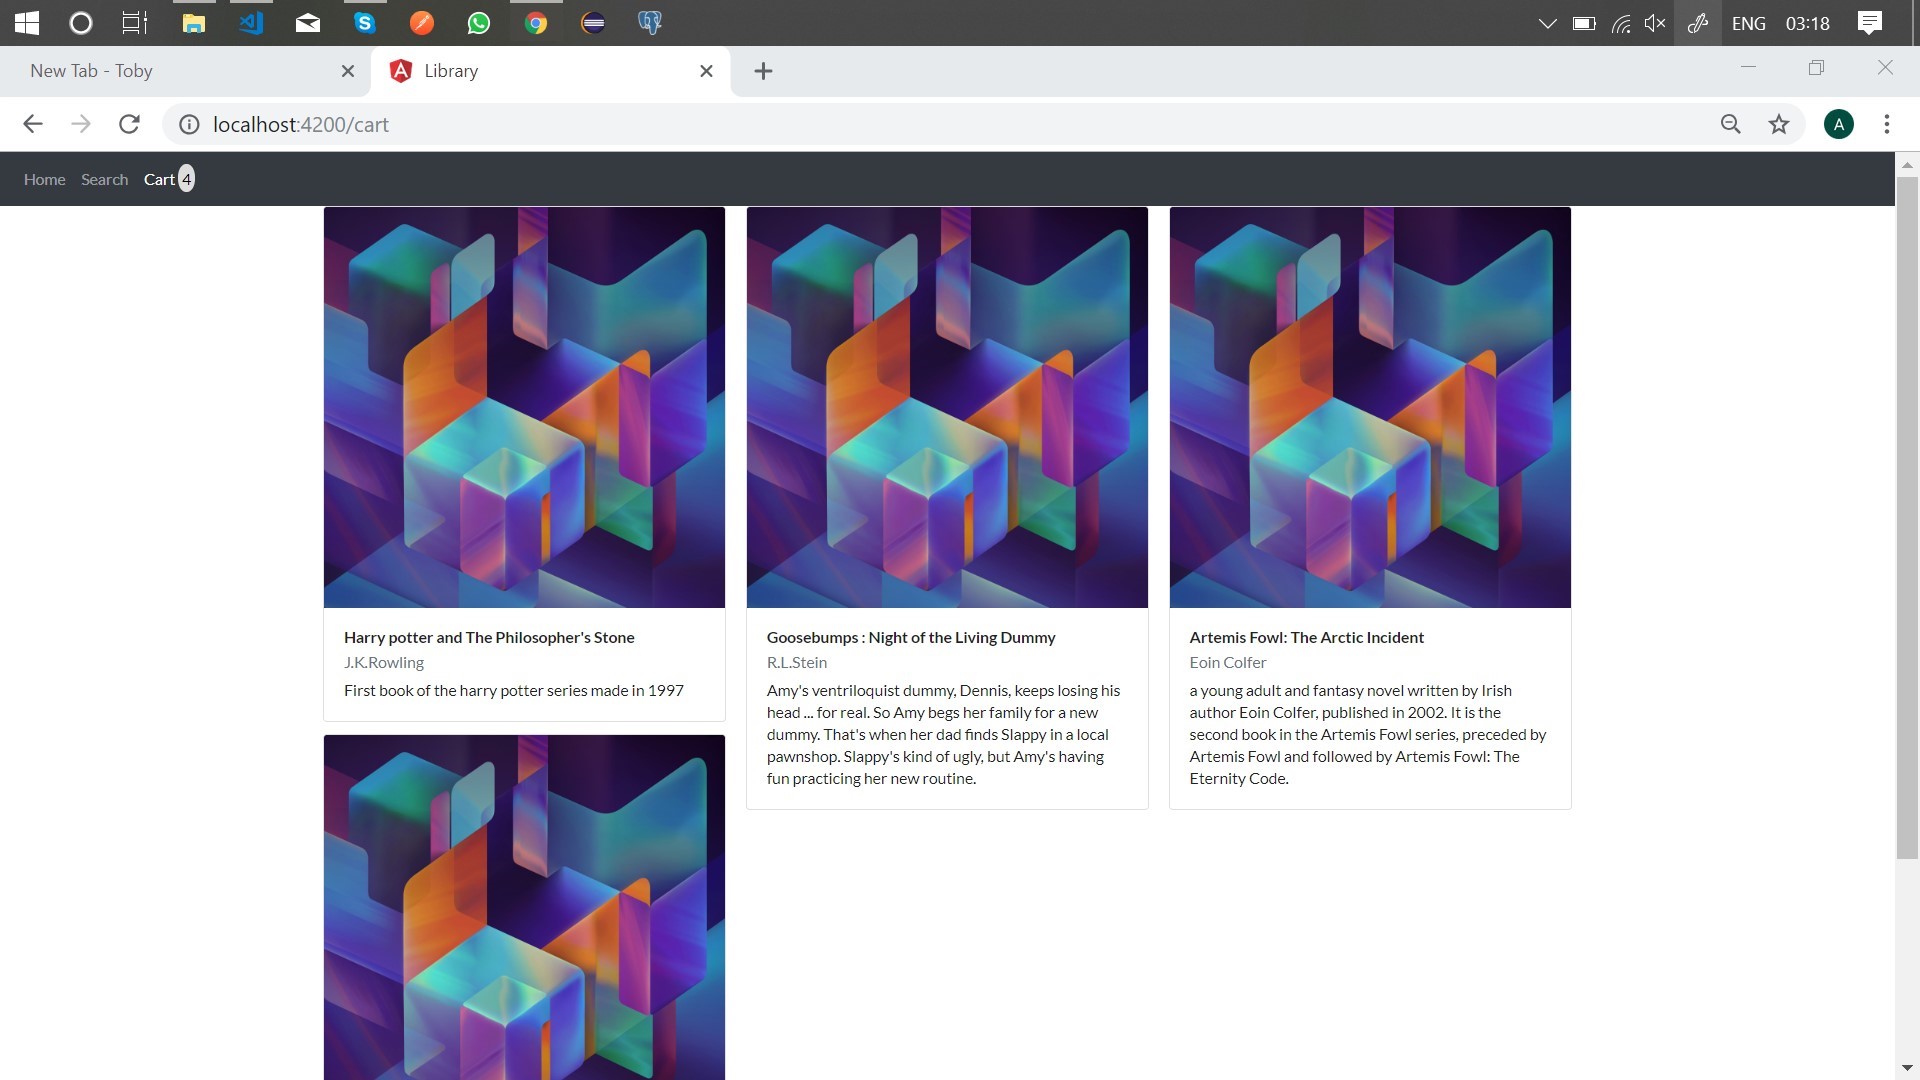 ENG 03:18
New Tab - Toby
Library
localhost:4200/cart
A
Home Search Cart 4
Harry potter and The Philosopher's Stone
J.K.Rowling
First book of the harry potter series made in 1997
Goosebumps : Night of the Living Dummy
R.L.Stein
Amy's ventriloquist dummy, Dennis, keeps losing his
head ... for real. So Amy begs her family for a new
dummy. That's when her dad finds Slappy in a local
pawnshop. Slappy's kind of ugly, but Amy's having
fun practicing her new routine.
Artemis Fowl: The Arctic Incident
Eoin Colfer
a young adult and fantasy novel written by Irish
author Eoin Colfer, published in 2002. It is the
second book in the Artemis Fowl series, preceded by
Artemis Fowl and followed by Artemis Fowl: The
Eternity Code.